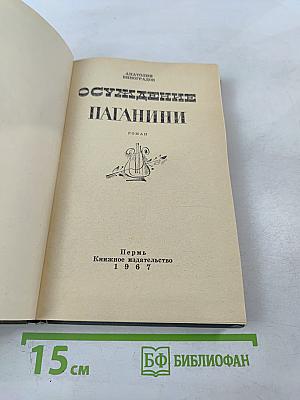 АНАТОЛИЙ
ВИНОГРАДОВ
ОСУЖДЕНИЕ
ПАГАНИНИ
РОМАН
Пермь
Книжное издательство
1967
15 см
БФ БИБЛИОФАН